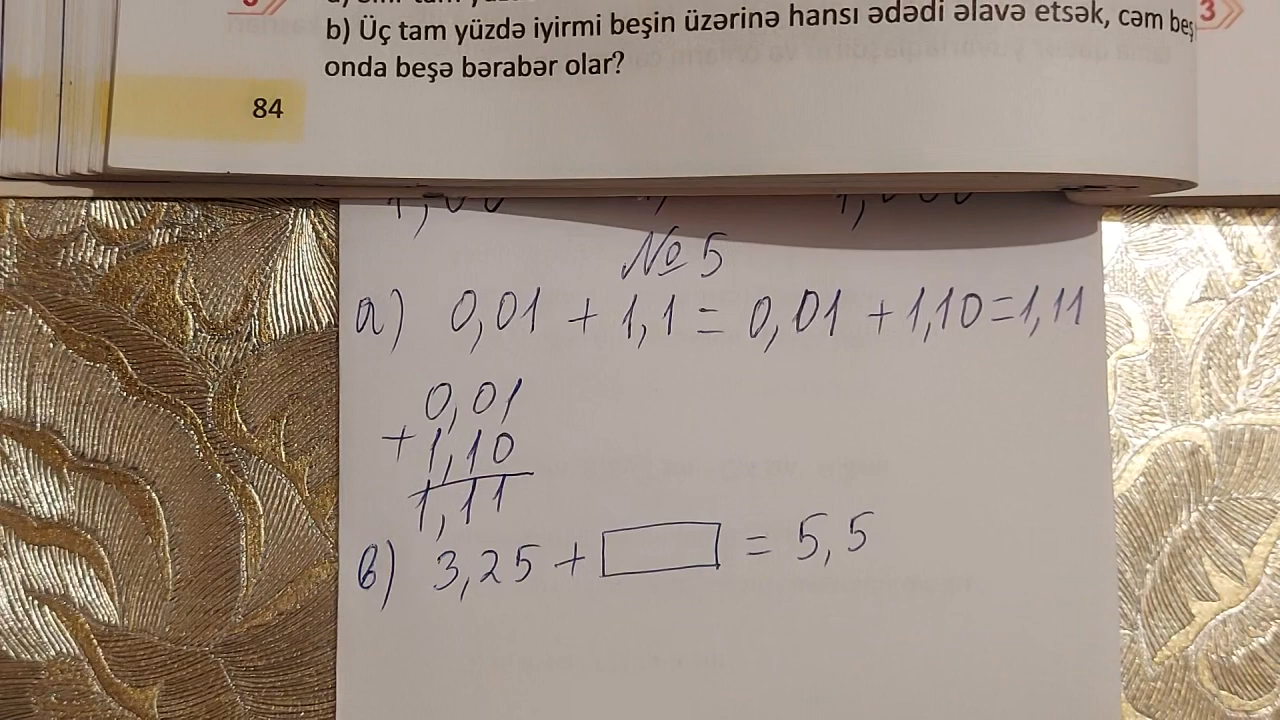 b) Üç tam yüzdə iyirmi beşin üzərinə hansı ədədi əlavə etsək, cəm beş
onda beşə bərabər olar?
3
84
№ 5
a) 0,01 + 1,1 = 0,01 + 1,10 = 1,11
0,01
+ 1,10
1,11
b) 3,25 + = 5,5